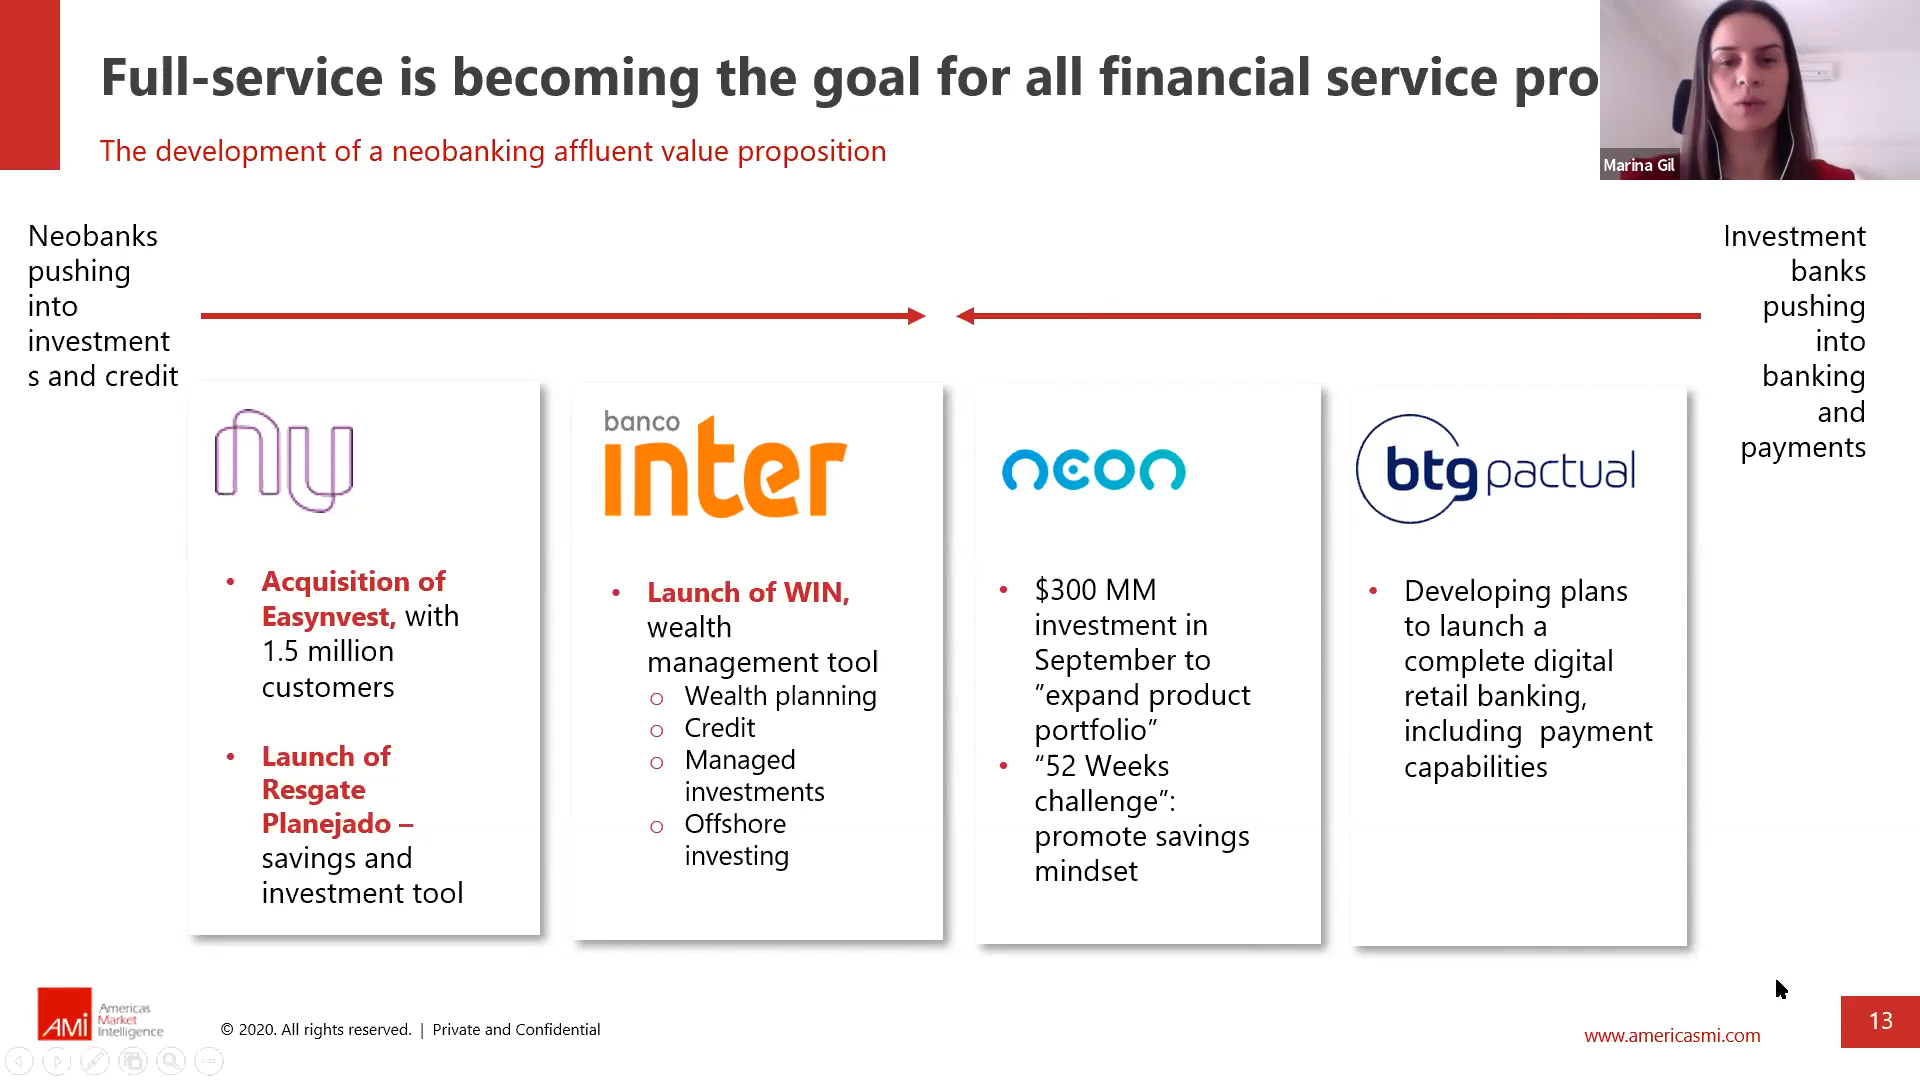 Full-service is becoming the goal for all financial service pro
The development of a neobanking affluent value proposition
Marina Gil
Neobanks
pushing
into
investment
s and credit
Investment
banks
pushing
into
banking
and
payments
nu
• Acquisition of
Easynvest, with
1.5 million
customers
• Launch of
Resgate
Planejado –
savings and
investment tool
banco
inter
• Launch of WIN,
wealth
management tool
o Wealth planning
o Credit
o Managed
investments
o Offshore
investing
neon
• $300 MM
investment in
September to
”expand product
portfolio”
• “52 Weeks
challenge”:
promote savings
mindset
btg pactual
• Developing plans
to launch a
complete digital
retail banking,
including  payment
capabilities
AMI
Americas
Market
Intelligence
© 2020. All rights reserved. | Private and Confidential
www.americasmi.com
13